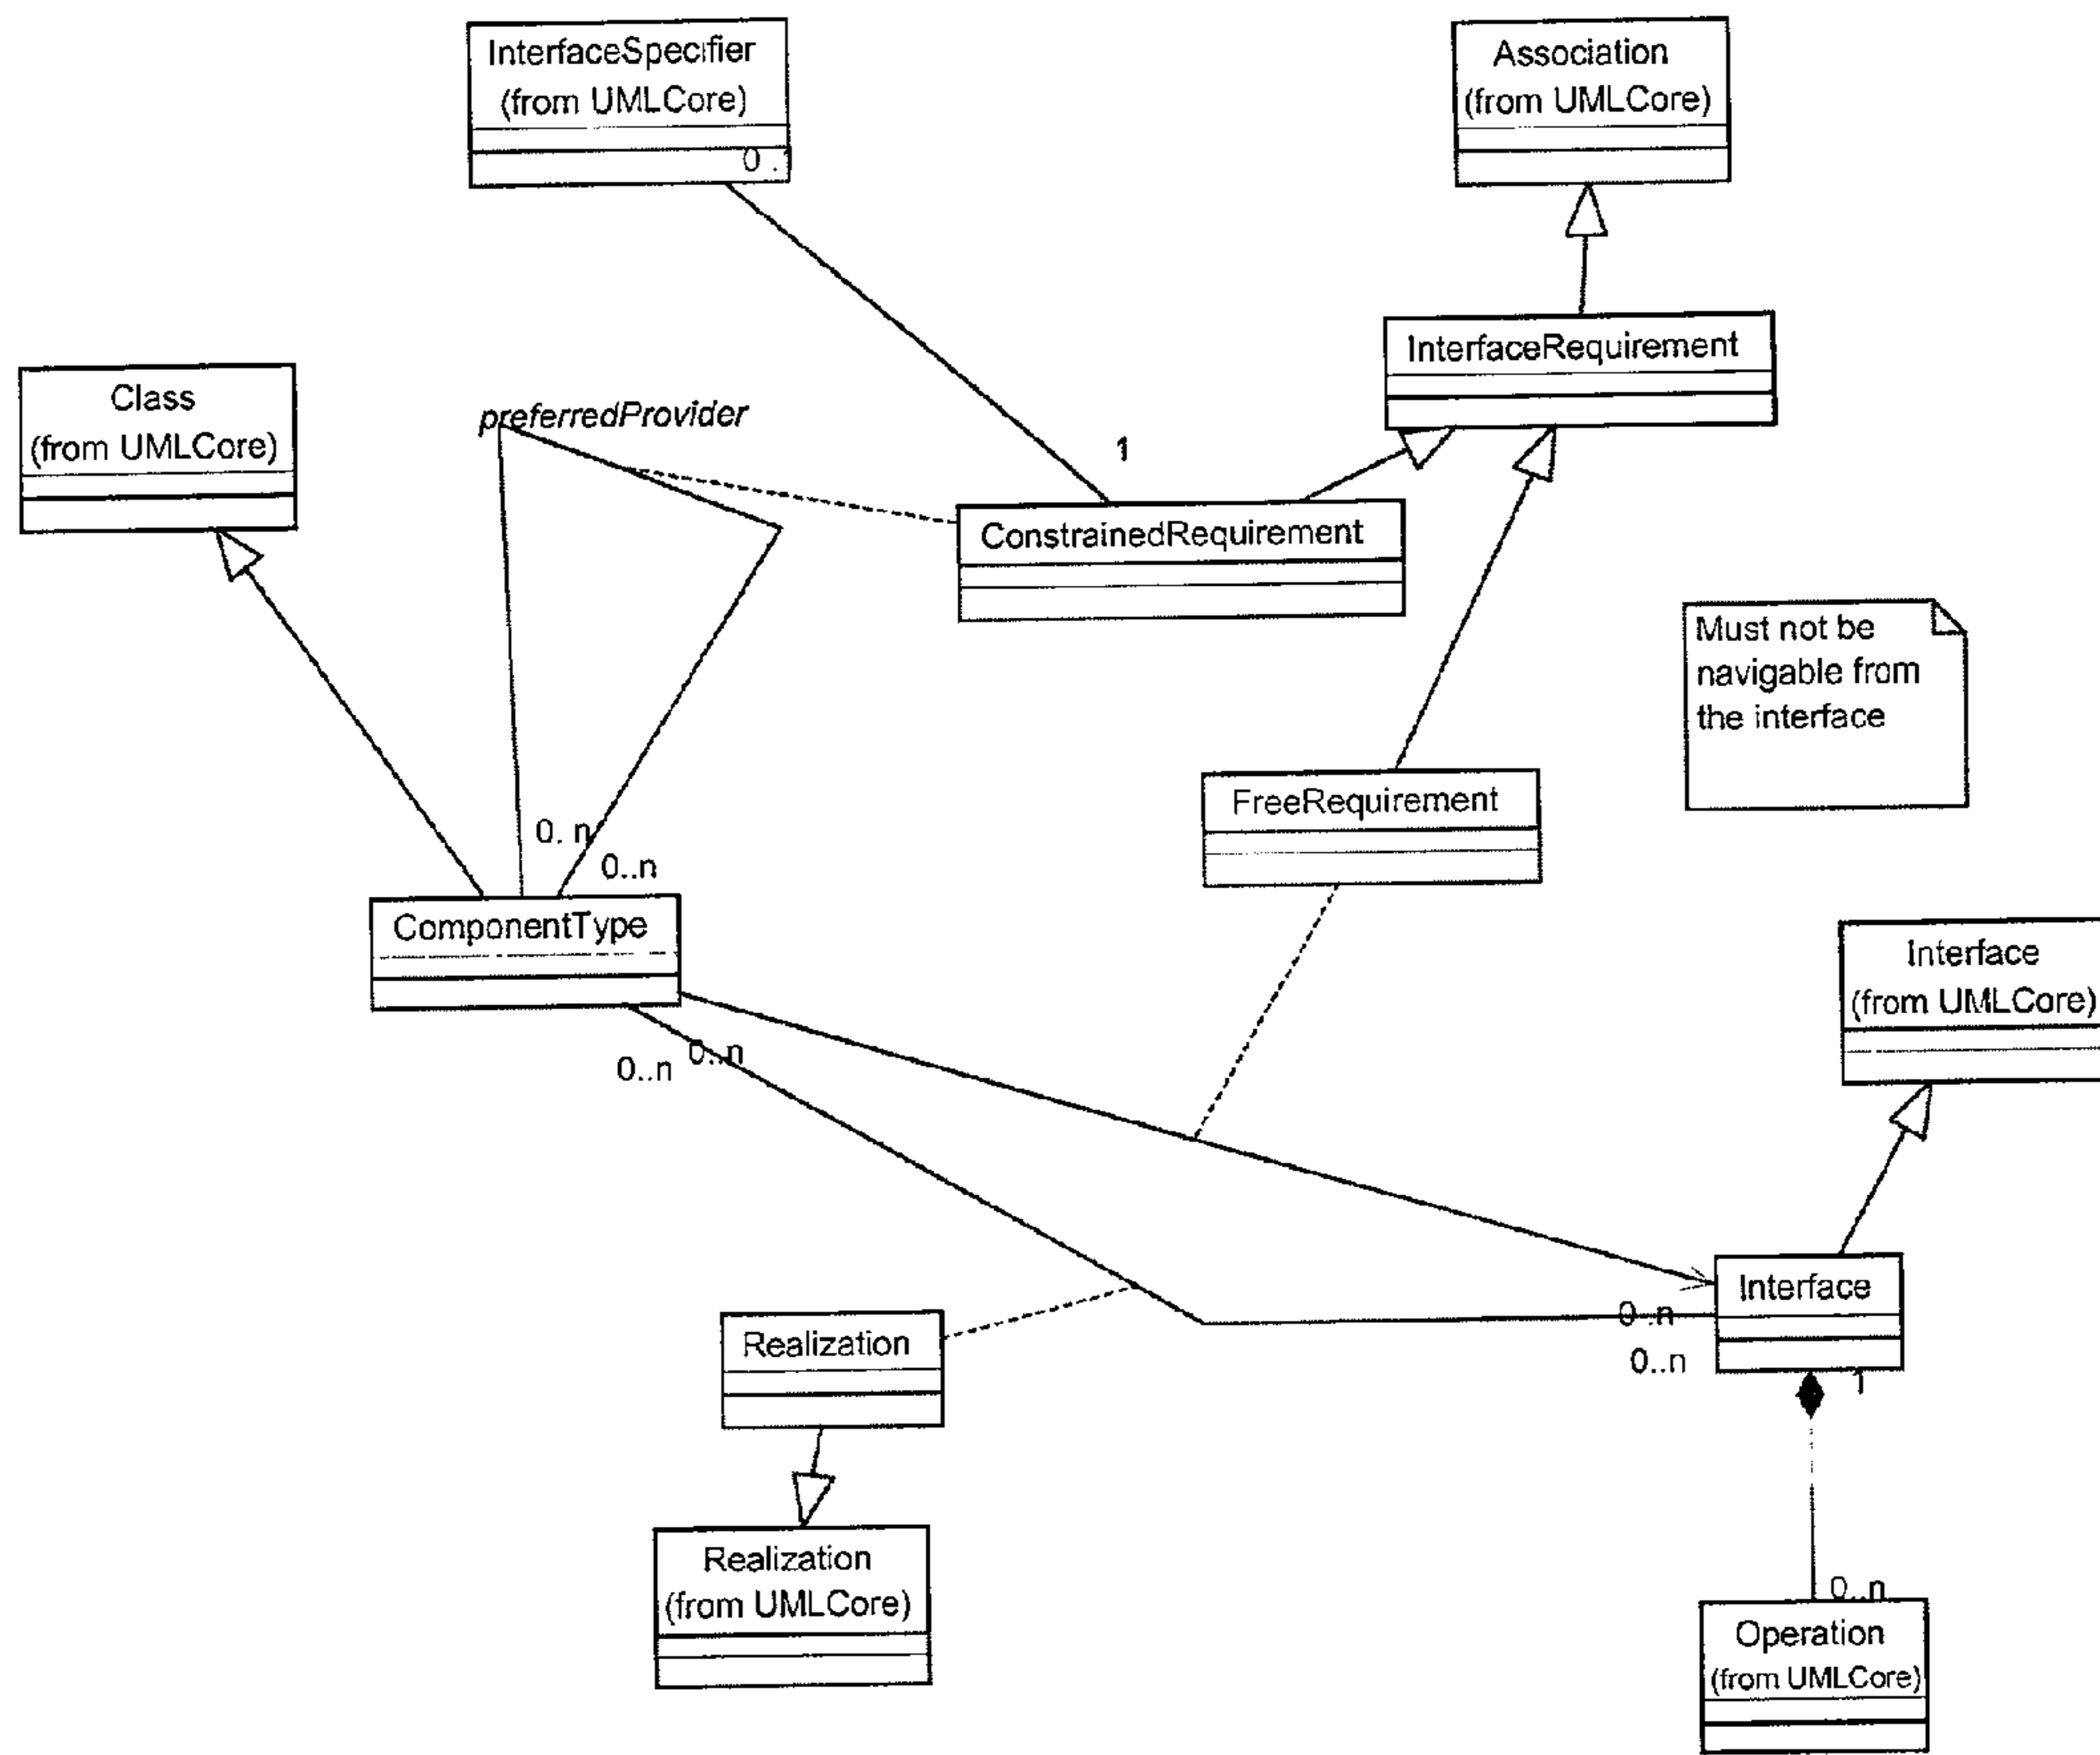 InterfaceSpecifier
(from UMLCore)
0..
Association
(from UMLCore)
InterfaceRequirement
Class
(from UMLCore)
preferredProvider
1
ConstrainedRequirement
Must not be
navigable from
the interface
FreeRequirement
0..n
0..n
ComponentType
Interface
(from UMLCore)
0..n
0..n
Interface
0..n
0..n
1
Realization
Realization
(from UMLCore)
0..n
Operation
(from UMLCore)